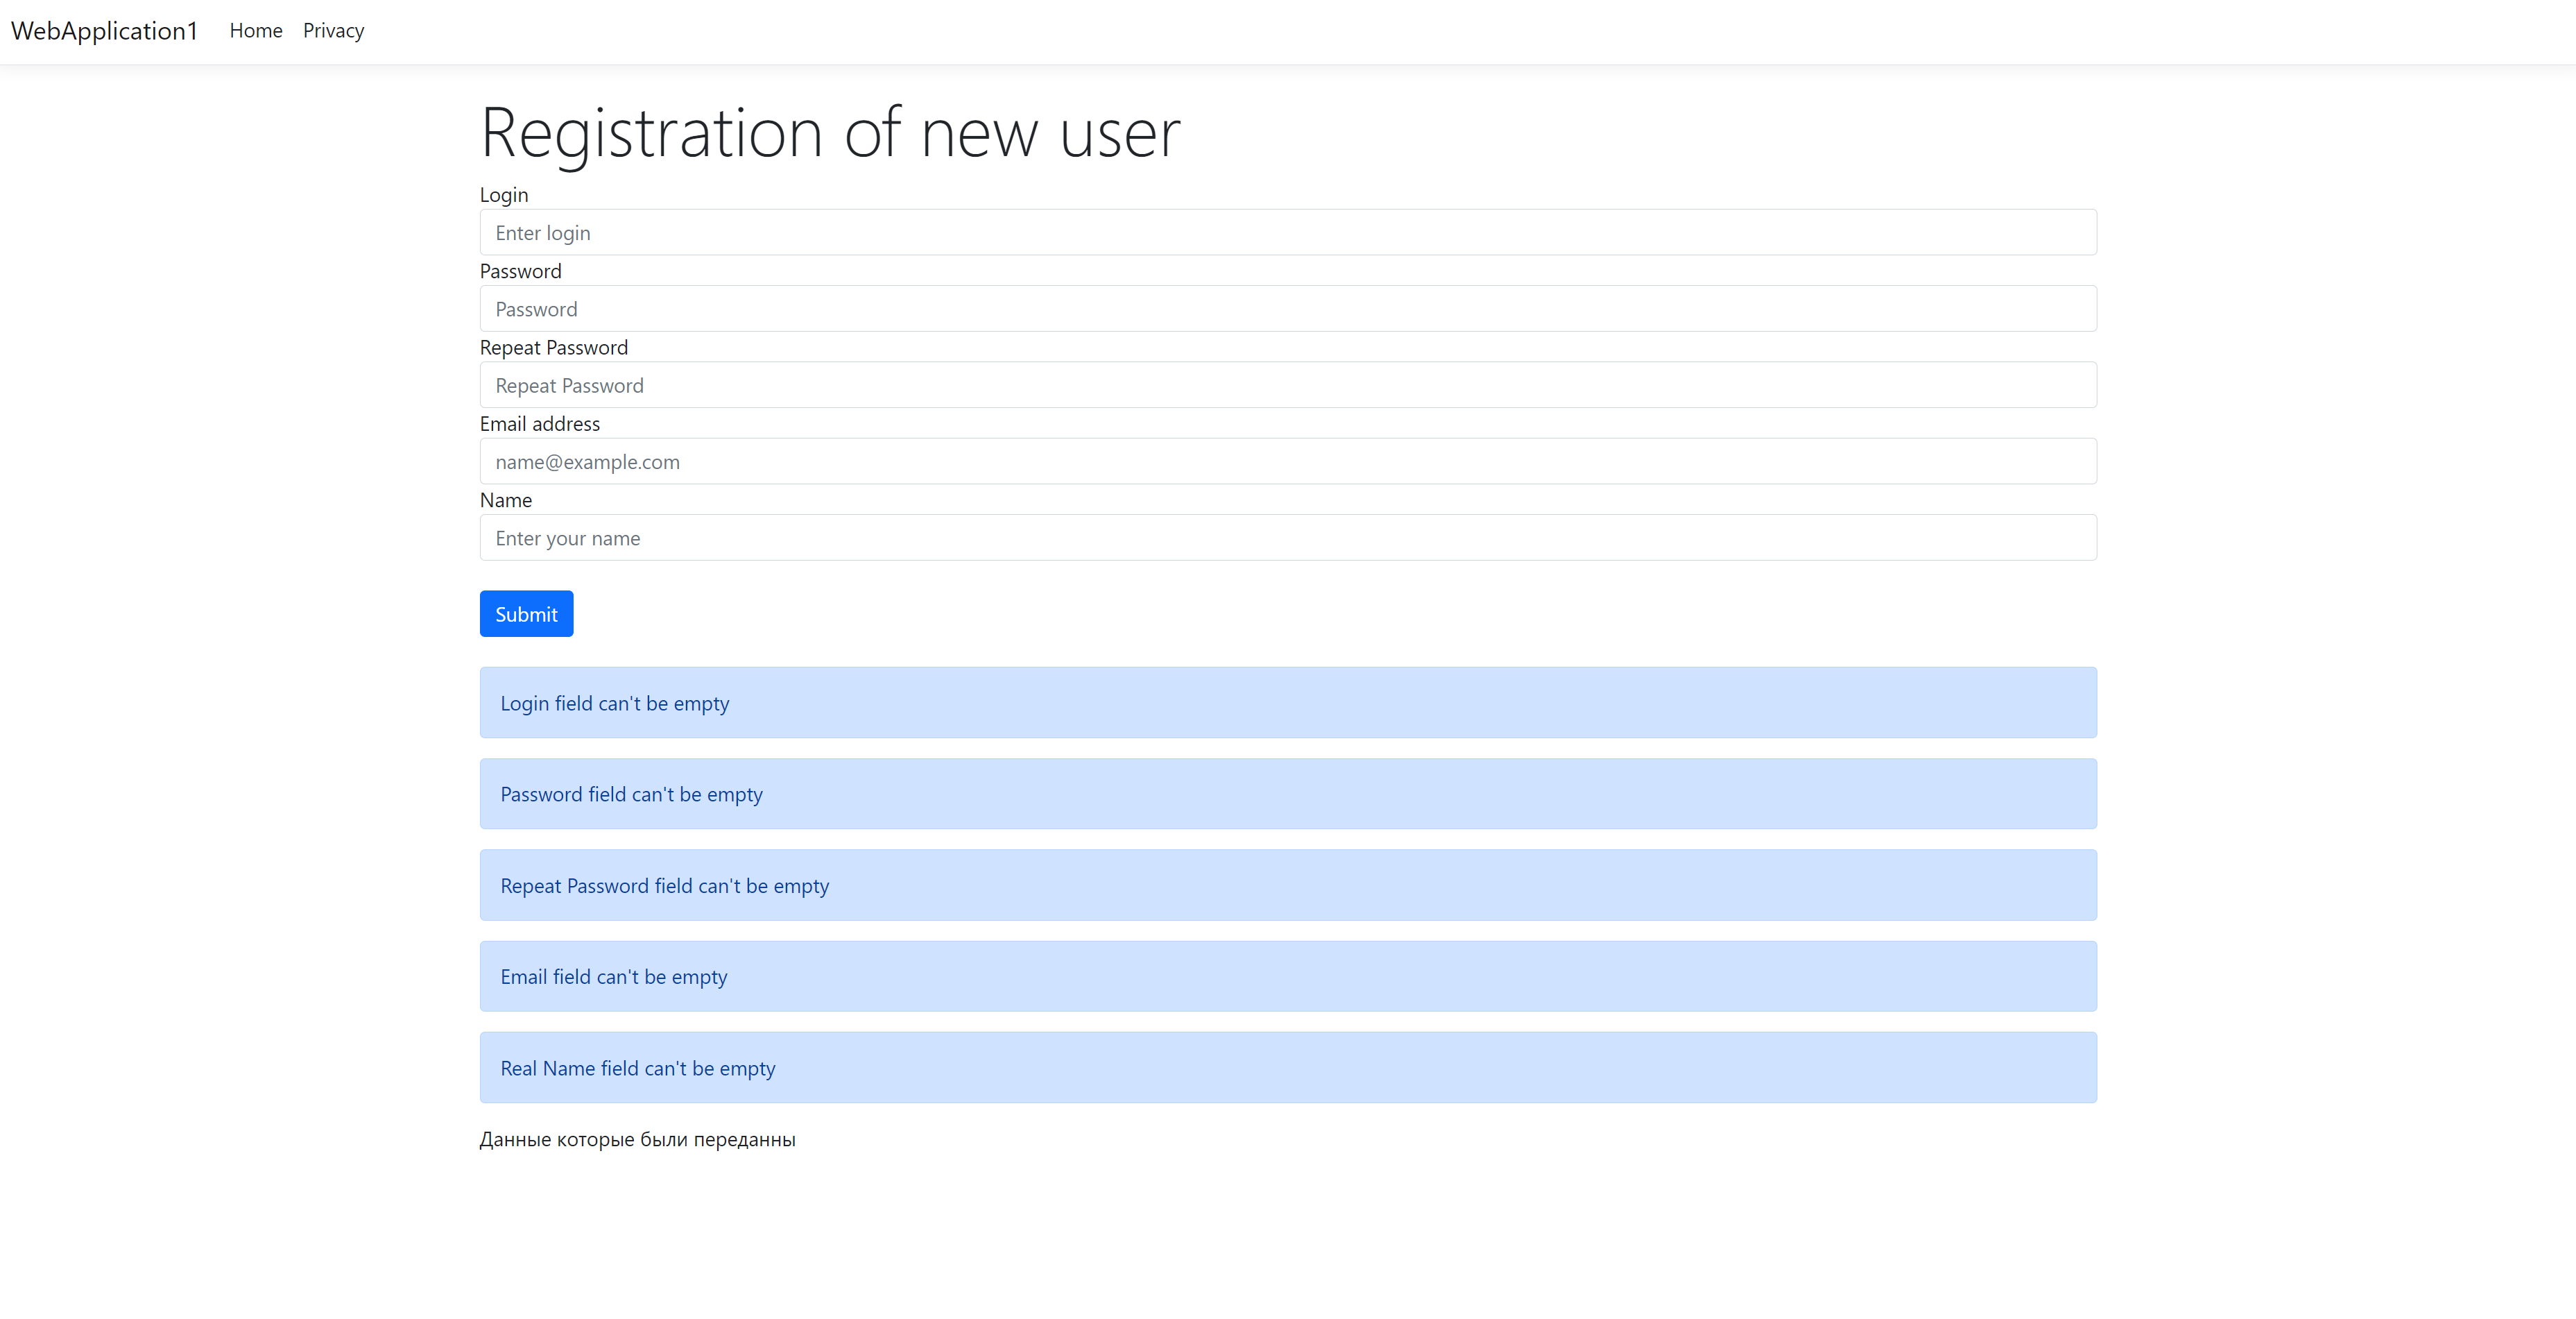 WebApplication1 Home Privacy
Registration of new user
Login
Enter login
Password
Password
Repeat Password
Repeat Password
Email address
name@example.com
Name
Enter your name
Submit
Login field can't be empty
Password field can't be empty
Repeat Password field can't be empty
Email field can't be empty
Real Name field can't be empty
Данные которые были переданны